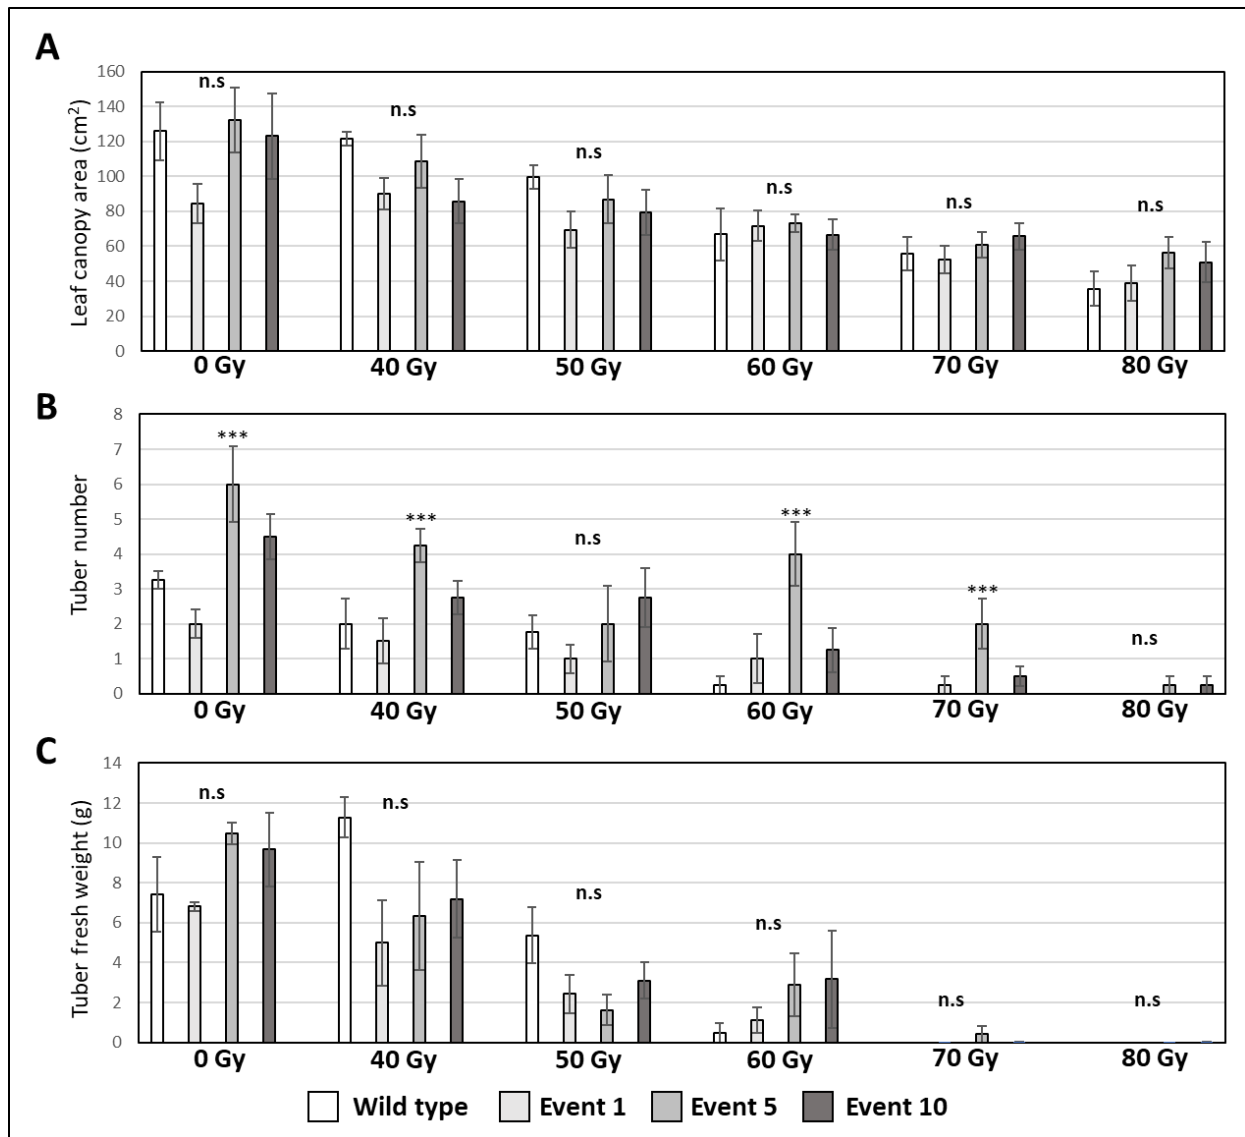 A
Leaf canopy area (cm²)
160
140
120
100
80
60
40
20
0
n.s
n.s
n.s
n.s
n.s
n.s
0 Gy
40 Gy
50 Gy
60 Gy
70 Gy
80 Gy
B
Tuber number
8
7
6
5
4
3
2
1
0
***
***
n.s
***
***
n.s
0 Gy
40 Gy
50 Gy
60 Gy
70 Gy
80 Gy
C
Tuber fresh weight (g)
14
12
10
8
6
4
2
0
n.s
n.s
n.s
n.s
n.s
n.s
0 Gy
40 Gy
50 Gy
60 Gy
70 Gy
80 Gy
Wild type
Event 1
Event 5
Event 10